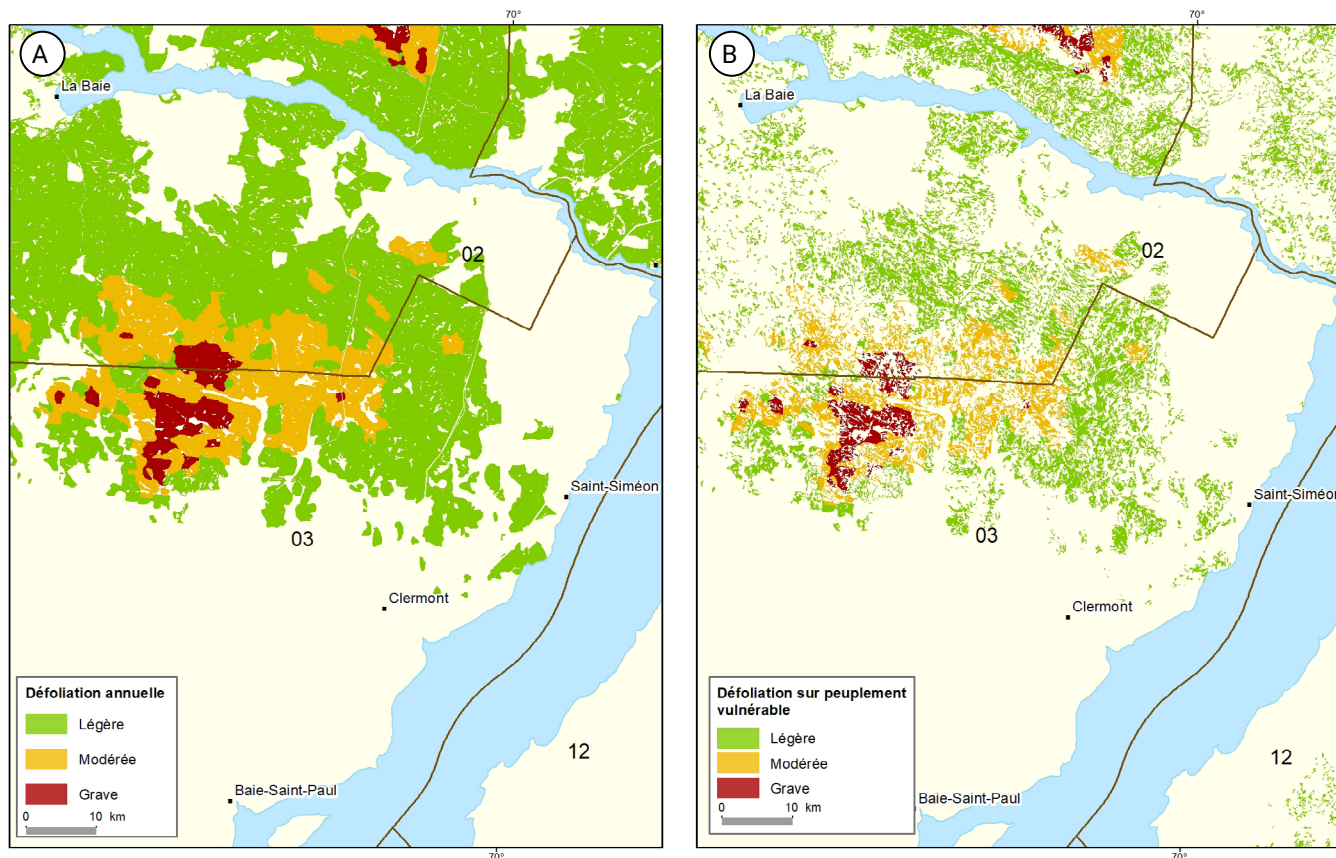 70°
A
La Baie
02
Saint-Siméon
03
Clermont
Défoliation annuelle
Légère
Modérée
Grave
0 10 km
12
Baie-Saint-Paul
70°
70°
B
La Baie
02
Saint-Siméon
03
Clermont
Défoliation sur peuplement
vulnérable
Légère
Modérée
Grave
0 10 km
12
Baie-Saint-Paul
70°